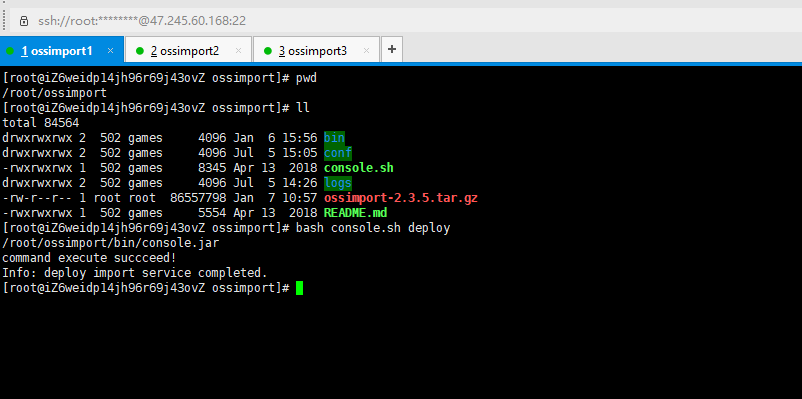 ssh://root:********@47.245.60.168:22
1 ossimport1 × 2 ossimport2 × 3 ossimport3 × +
[root@iZ6weidp14jh96r69j43ovZ ossimport]# pwd
/root/ossimport
[root@iZ6weidp14jh96r69j43ovZ ossimport]# ll
total 84564
drwxrwxrwx 2  502 games     4096 Jan  6 15:56 bin
drwxrwxrwx 2  502 games     4096 Jul  5 15:05 conf
-rwxrwxrwx 1  502 games     8345 Apr 13  2018 console.sh
drwxrwxrwx 2  502 games     4096 Jul  5 14:26 logs
-rw-r--r-- 1 root root  86557798 Jan  7 10:57 ossimport-2.3.5.tar.gz
-rwxrwxrwx 1  502 games     5554 Apr 13  2018 README.md
[root@iZ6weidp14jh96r69j43ovZ ossimport]# bash console.sh deploy
/root/ossimport/bin/console.jar
command execute succceed!
Info: deploy import service completed.
[root@iZ6weidp14jh96r69j43ovZ ossimport]#